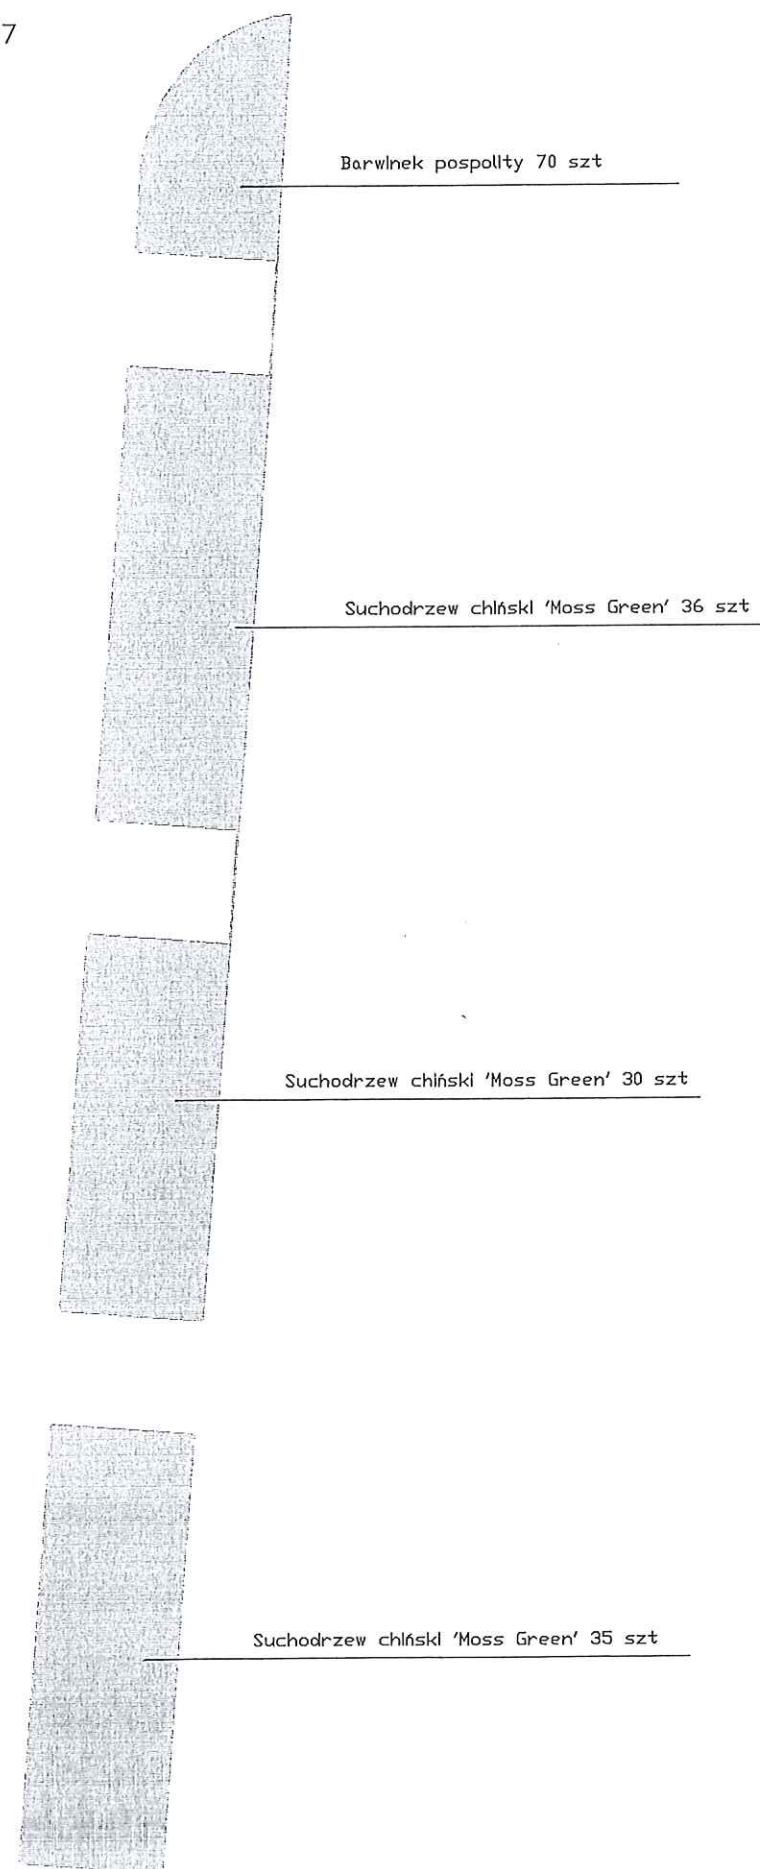 7
Barwinek pospolity 70 szt
Suchodrzew chiński 'Moss Green' 36 szt
Suchodrzew chiński 'Moss Green' 30 szt
Suchodrzew chiński 'Moss Green' 35 szt